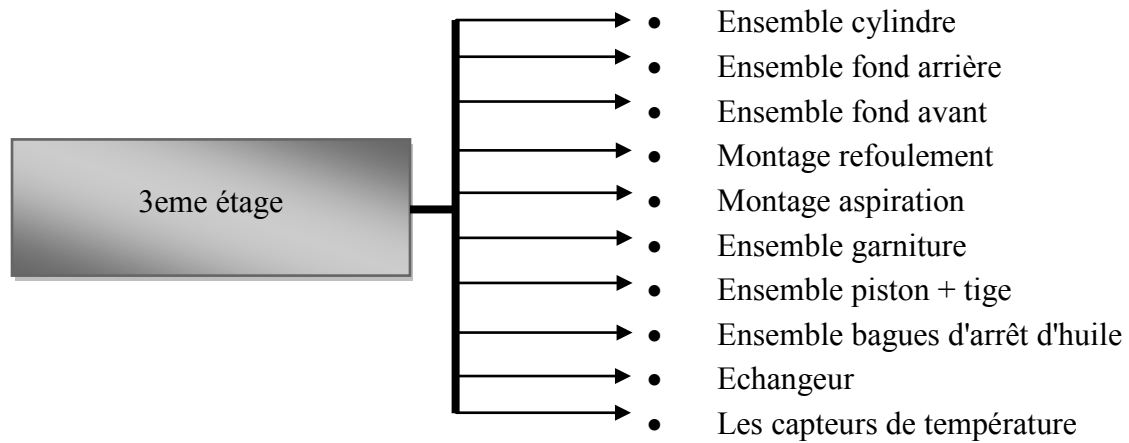 • Ensemble cylindre
• Ensemble fond arrière
• Ensemble fond avant
• Montage refoulement
3eme étage
• Montage aspiration
• Ensemble garniture
• Ensemble piston + tige
• Ensemble bagues d'arrêt d'huile
• Echangeur
• Les capteurs de température